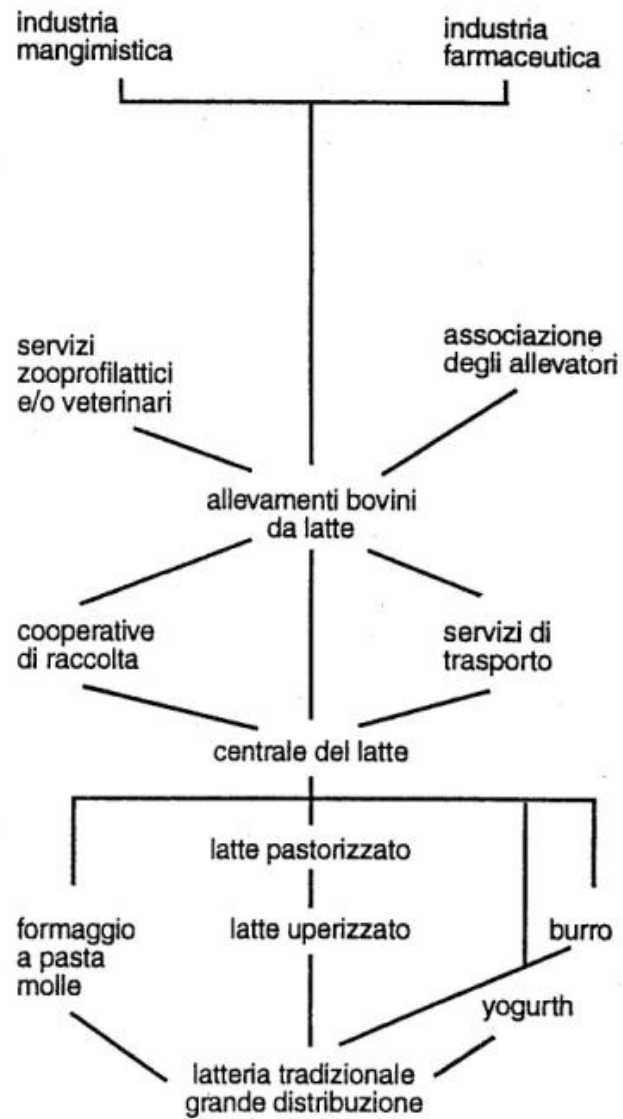 industria
mangimistica
industria
farmaceutica
servizi
zooprofilattici
e/o veterinari
associazione
degli allevatori
allevamenti bovini
da latte
cooperative
di raccolta
servizi di
trasporto
centrale del latte
latte pastorizzato
formaggio
a pasta
molle
latte uperizzato
burro
yogurth
latteria tradizionale
grande distribuzione